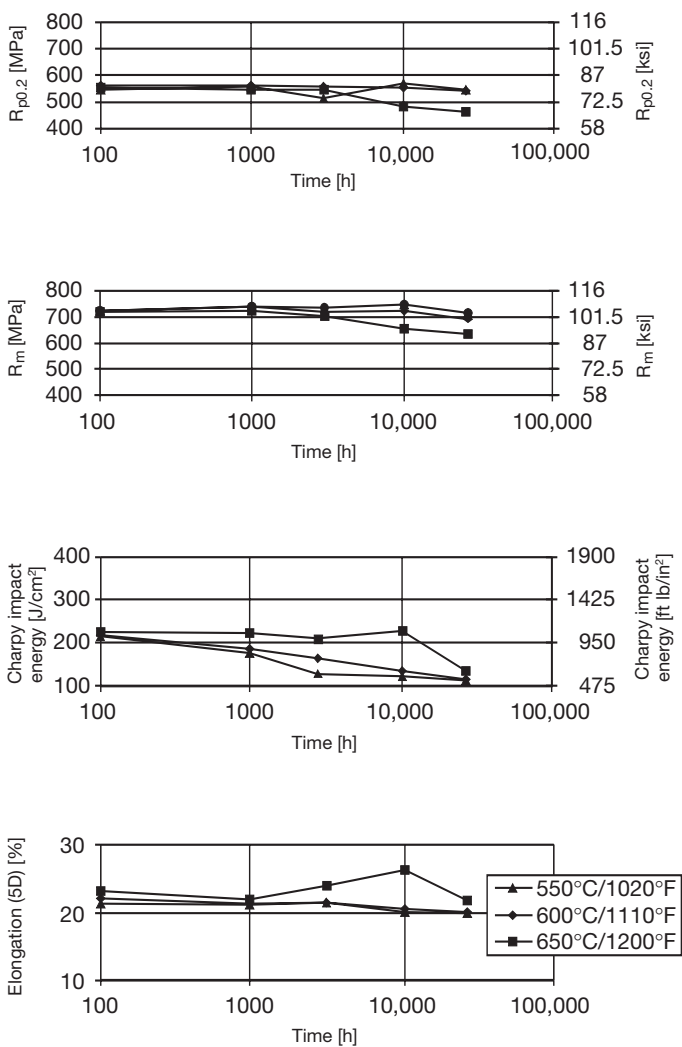 800
700
600
500
400
R_p0.2 [MPa]
116
101.5
87
72.5
58
R_p0.2 [ksi]
100
1000
10,000
100,000
Time [h]
800
700
600
500
400
R_m [MPa]
116
101.5
87
72.5
58
R_m [ksi]
100
1000
10,000
100,000
Time [h]
400
300
200
100
Charpy impact
energy [J/cm²]
1900
1425
950
475
Charpy impact
energy [ft lb/in²]
100
1000
10,000
100,000
Time [h]
30
20
10
Elongation (5D) [%]
550°C/1020°F
600°C/1110°F
650°C/1200°F
100
1000
10,000
100,000
Time [h]